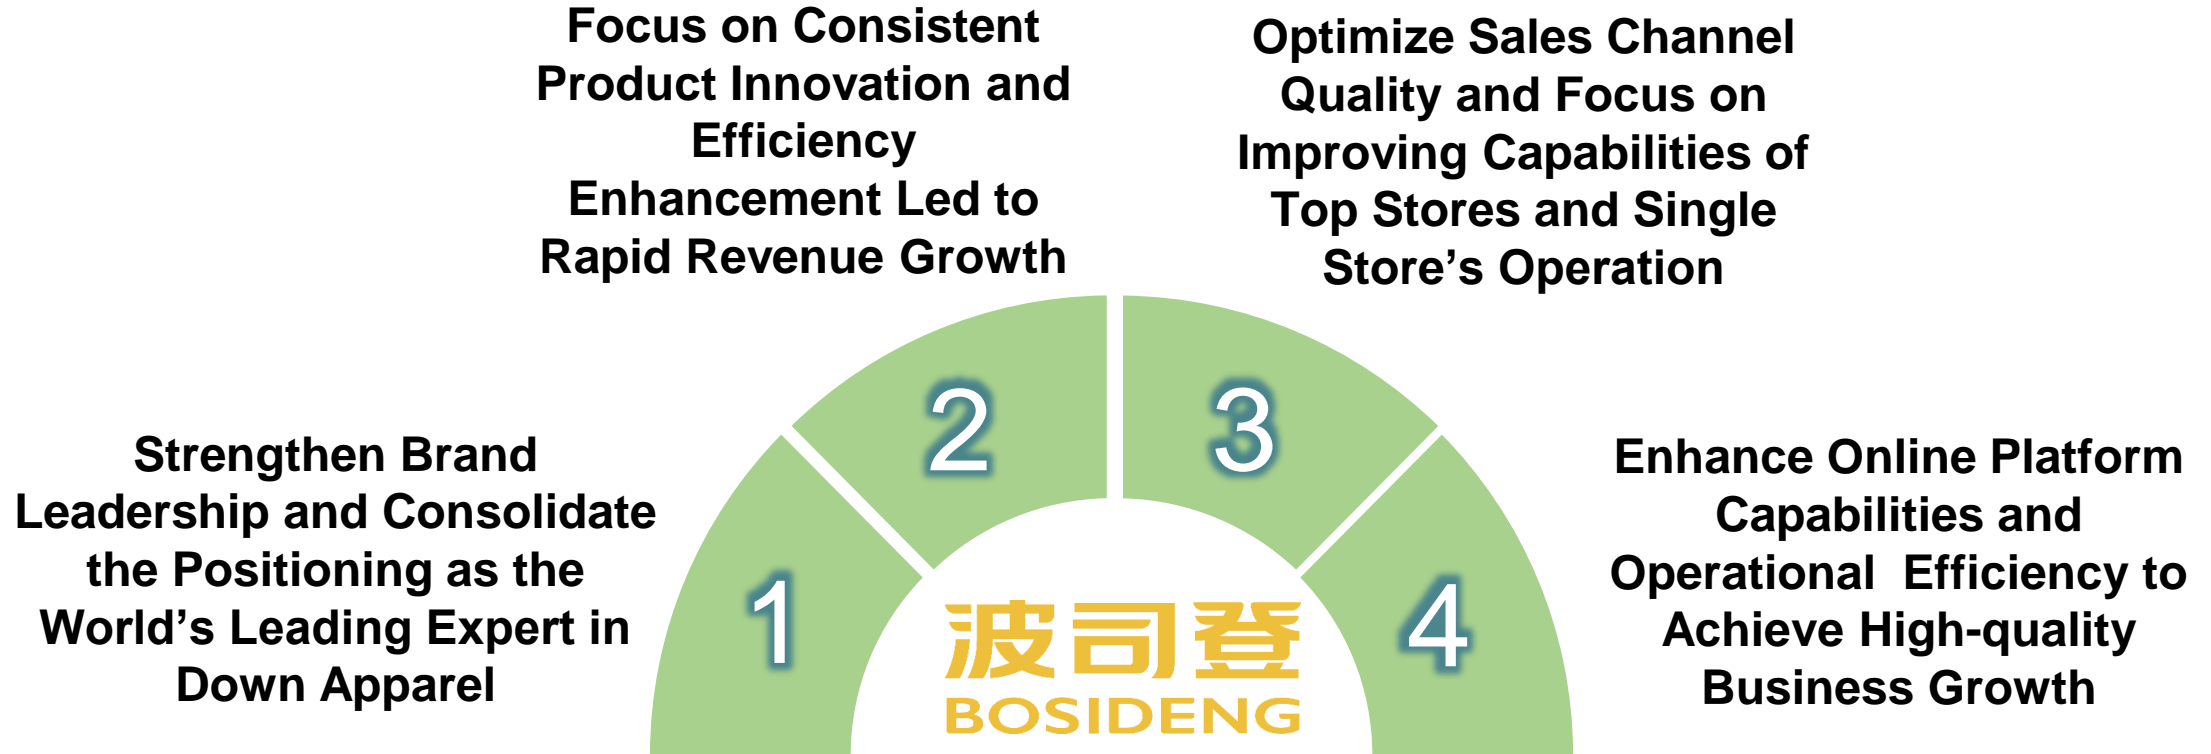 Focus on Consistent
Product Innovation and
Efficiency
Enhancement Led to
Rapid Revenue Growth
Optimize Sales Channel
Quality and Focus on
Improving Capabilities of
Top Stores and Single
Store’s Operation
Strengthen Brand
Leadership and Consolidate
the Positioning as the
World’s Leading Expert in
Down Apparel
1
2
3
4
波司登
BOSIDENG
Enhance Online Platform
Capabilities and
Operational  Efficiency to
Achieve High-quality
Business Growth